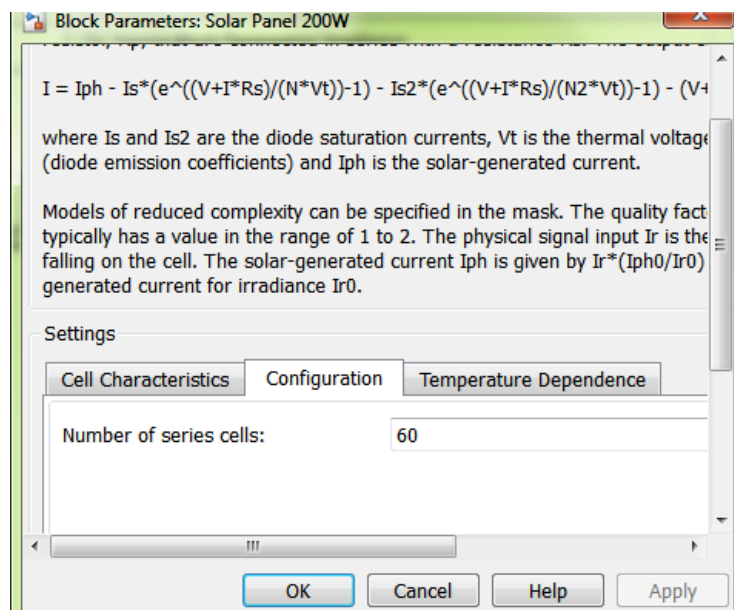 Block Parameters: Solar Panel 200W
I = Iph - Is*(e^((V+I*Rs)/(N*Vt))-1) - Is2*(e^((V+I*Rs)/(N2*Vt))-1) - (V+
where Is and Is2 are the diode saturation currents, Vt is the thermal voltage
(diode emission coefficients) and Iph is the solar-generated current.
Models of reduced complexity can be specified in the mask. The quality fact
typically has a value in the range of 1 to 2. The physical signal input Ir is the
falling on the cell. The solar-generated current Iph is given by Ir*(Iph0/Ir0)
generated current for irradiance Ir0.
Settings
Cell Characteristics Configuration Temperature Dependence
Number of series cells: 60
OK Cancel Help Apply